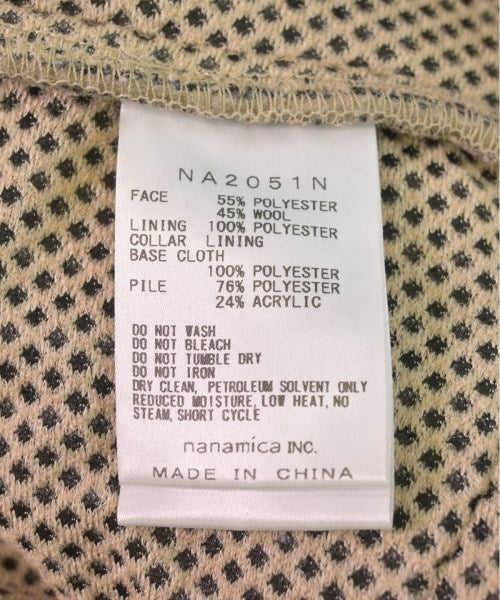 NA2051N
FACE 55% POLYESTER
45% WOOL
LINING 100% POLYESTER
COLLAR LINING
BASE CLOTH
100% POLYESTER
PILE 76% POLYESTER
24% ACRYLIC
DO NOT WASH
DO NOT BLEACH
DO NOT TUMBLE DRY
DO NOT IRON
DRY CLEAN, PETROLEUM SOLVENT ONLY
REDUCED MOISTURE, LOW HEAT, NO
STEAM, SHORT CYCLE
nanamica INC.
MADE IN CHINA